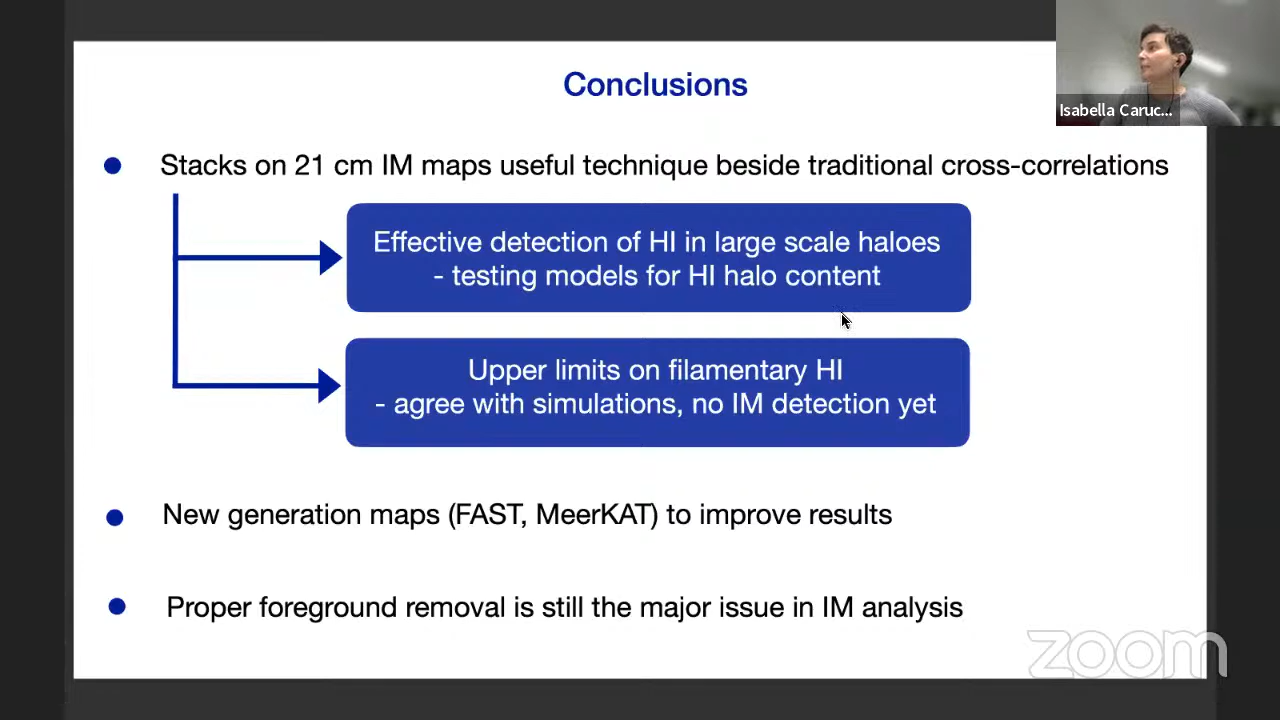 Conclusions
Isabella Caruc...
Stacks on 21 cm IM maps useful technique beside traditional cross-correlations
Effective detection of HI in large scale haloes
- testing models for HI halo content
Upper limits on filamentary HI
- agree with simulations, no IM detection yet
New generation maps (FAST, MeerKAT) to improve results
Proper foreground removal is still the major issue in IM analysis
zoom